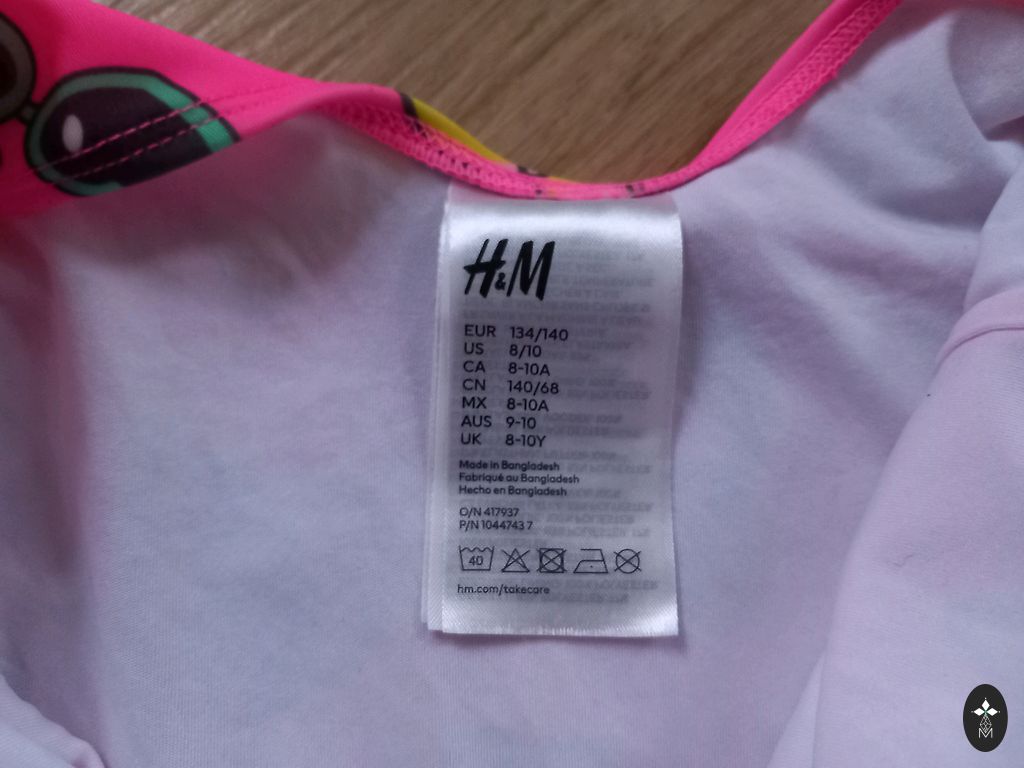 H&M
EUR 134/140
US 8/10
CA 8-10A
CN 140/68
MX 8-10A
AUS 9-10
UK 8-10Y
Made in Bangladesh
Fabriqué au Bangladesh
Hecho en Bangladesh
O/N 417937
P/N 1044743 7
40
hm.com/takecare
M